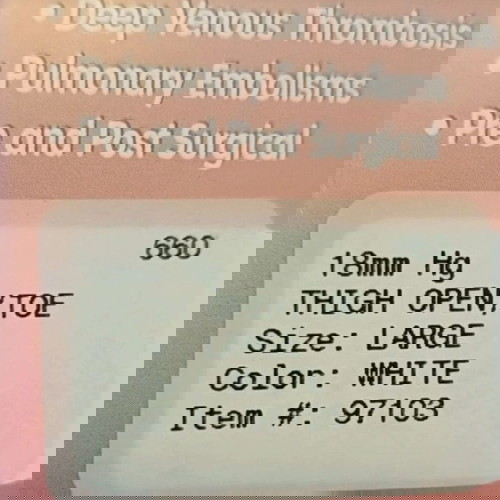 • Deep Venous Thrombosis
• Pulmonary Embolisms
• Pre and Post Surgical
660
18mm Hg
THIGH OPEN/TOE
Size: LARGE
Color: WHITE
Item #: 97103